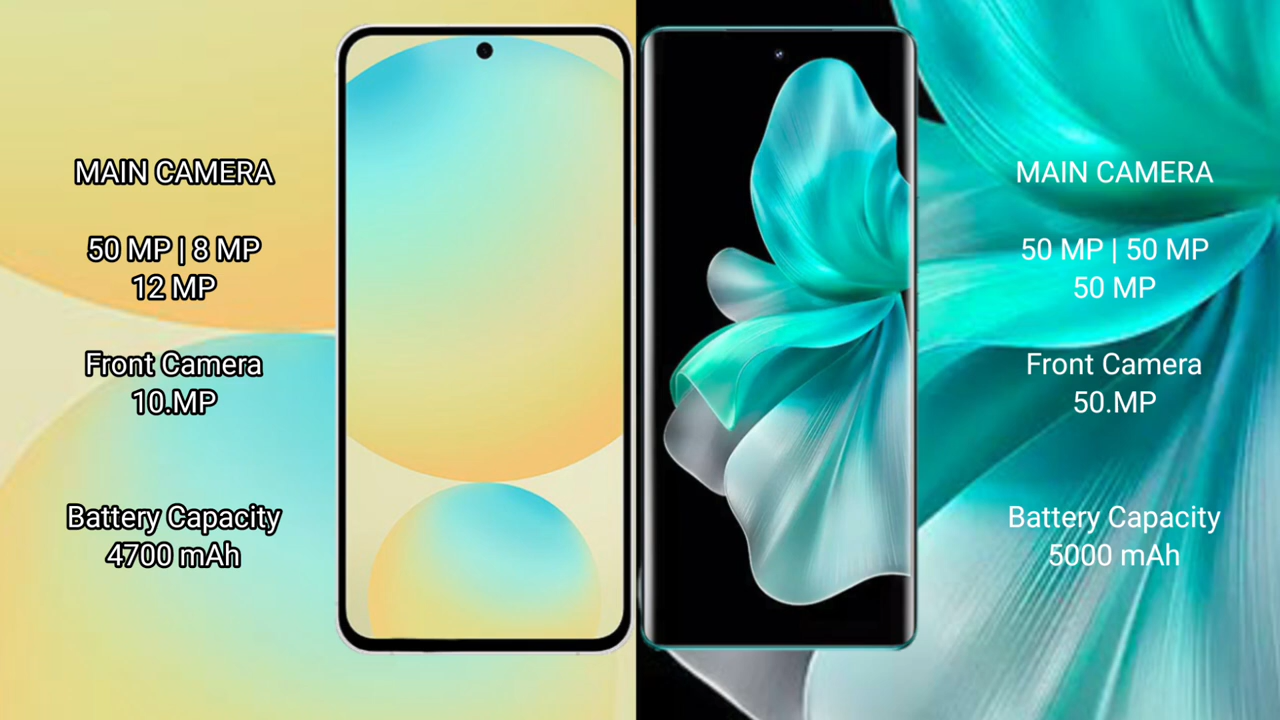 MAIN CAMERA
50 MP | 8 MP
12 MP
Front Camera
10.MP
Battery Capacity
4700 mAh
MAIN CAMERA
50 MP | 50 MP
50 MP
Front Camera
50.MP
Battery Capacity
5000 mAh